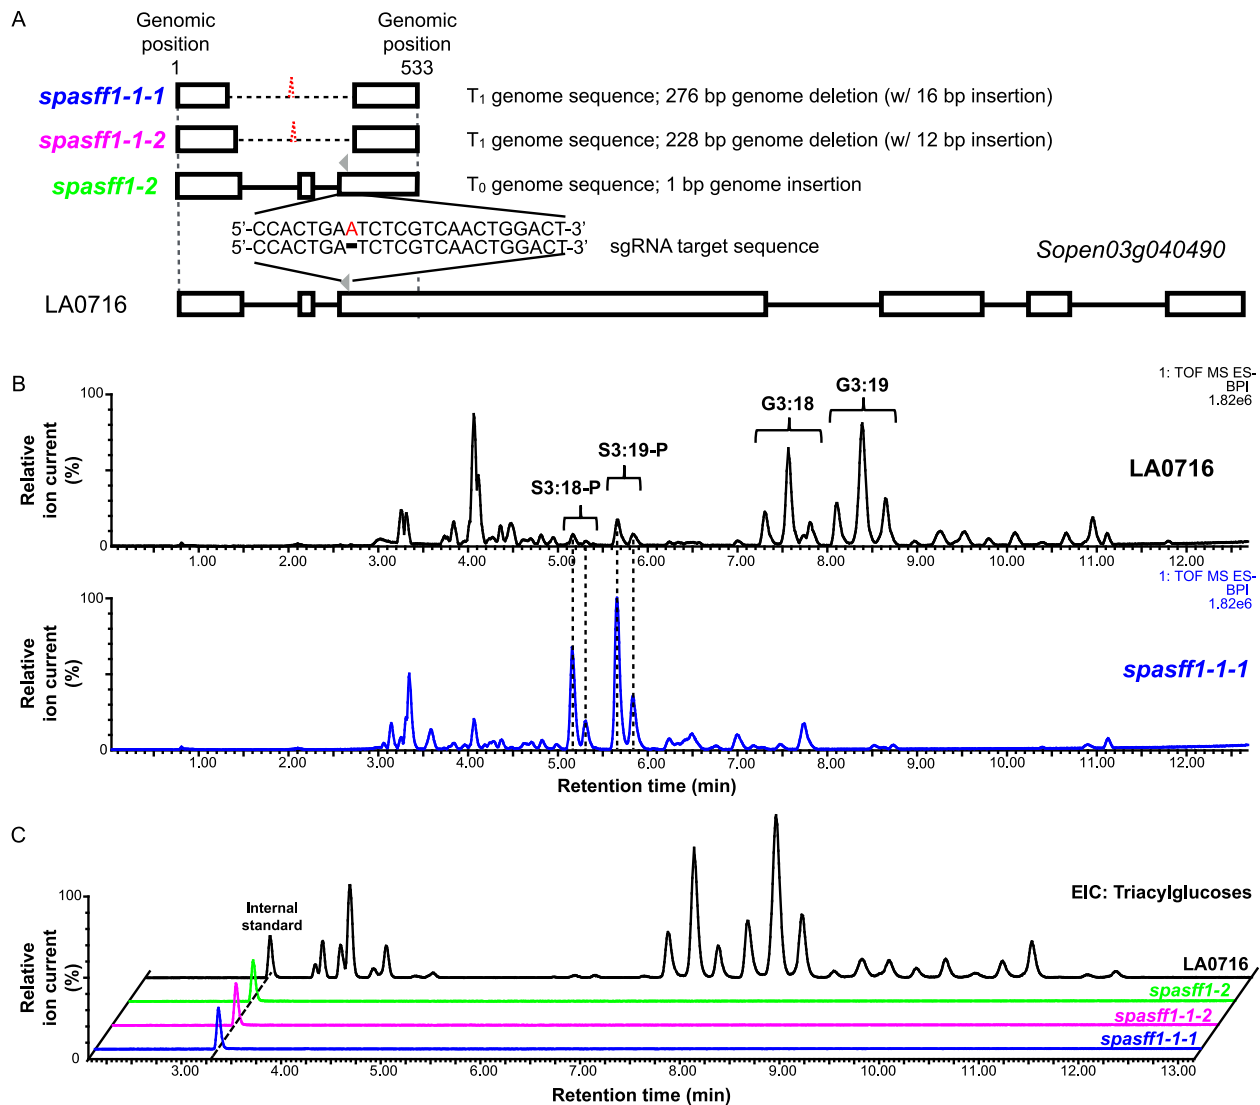 A
Genomic position
1
Genomic position
533
spasff1-1-1
T1 genome sequence; 276 bp genome deletion (w/ 16 bp insertion)
spasff1-1-2
T1 genome sequence; 228 bp genome deletion (w/ 12 bp insertion)
spasff1-2
T0 genome sequence; 1 bp genome insertion
5'-CCACTGAATCTCGTCAACTGGACT-3'
5'-CCACTGA-TCTCGTCAACTGGACT-3'
sgRNA target sequence
Sopen03g040490
LA0716
B
1: TOF MS ES-
BPI
1.82e6
LA0716
100
0
Relative ion current (%)
S3:18-P
S3:19-P
G3:18
G3:19
1.00 2.00 3.00 4.00 5.00 6.00 7.00 8.00 9.00 10.00 11.00 12.00
1: TOF MS ES-
BPI
1.82e6
spasff1-1-1
100
0
Relative ion current (%)
1.00 2.00 3.00 4.00 5.00 6.00 7.00 8.00 9.00 10.00 11.00 12.00
Retention time (min)
C
100
0
Relative ion current (%)
Internal standard
EIC: Triacylglucoses
LA0716
spasff1-2
spasff1-1-2
spasff1-1-1
3.00 4.00 5.00 6.00 7.00 8.00 9.00 10.00 11.00 12.00 13.00
Retention time (min)